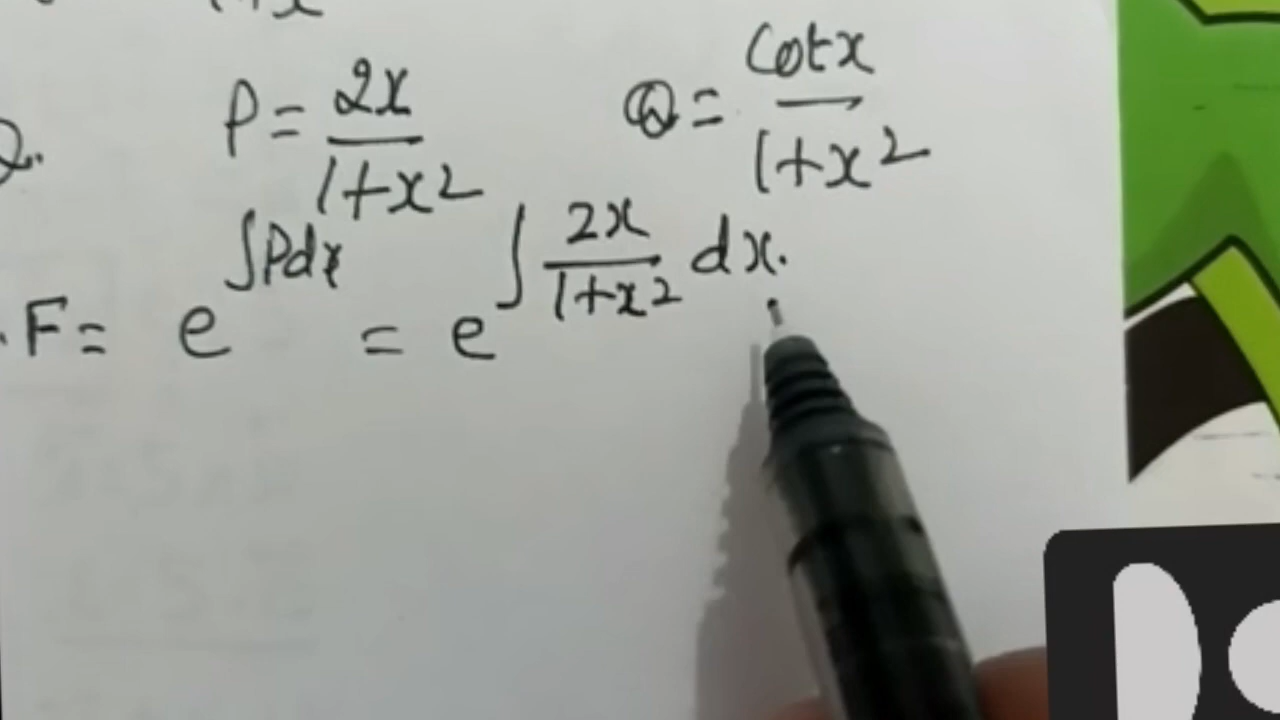 P = 2x / 1+x² Q = Cotx / 1+x²
.F = e^∫Pdx = e^∫ 2x / 1+x² dx.